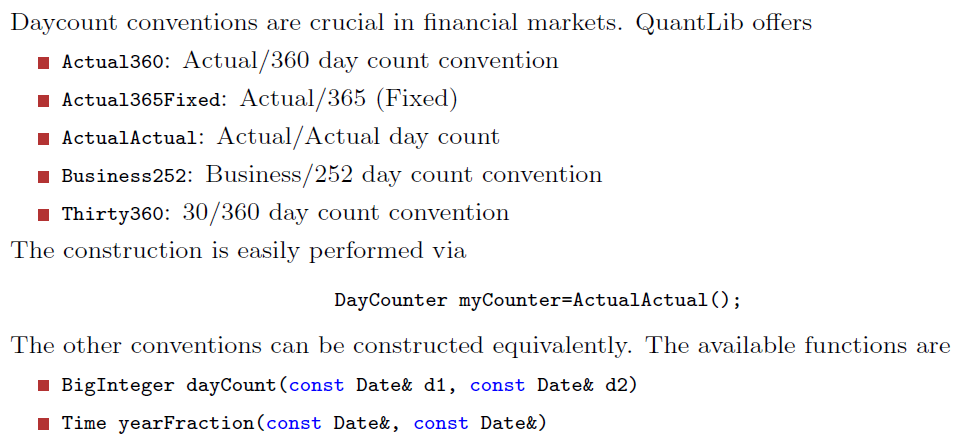 Daycount conventions are crucial in financial markets. QuantLib offers
Actual360: Actual/360 day count convention
Actual365Fixed: Actual/365 (Fixed)
ActualActual: Actual/Actual day count
Business252: Business/252 day count convention
Thirty360: 30/360 day count convention
The construction is easily performed via
DayCounter myCounter=ActualActual();
The other conventions can be constructed equivalently. The available functions are
BigInteger dayCount(const Date& d1, const Date& d2)
Time yearFraction(const Date&, const Date&)